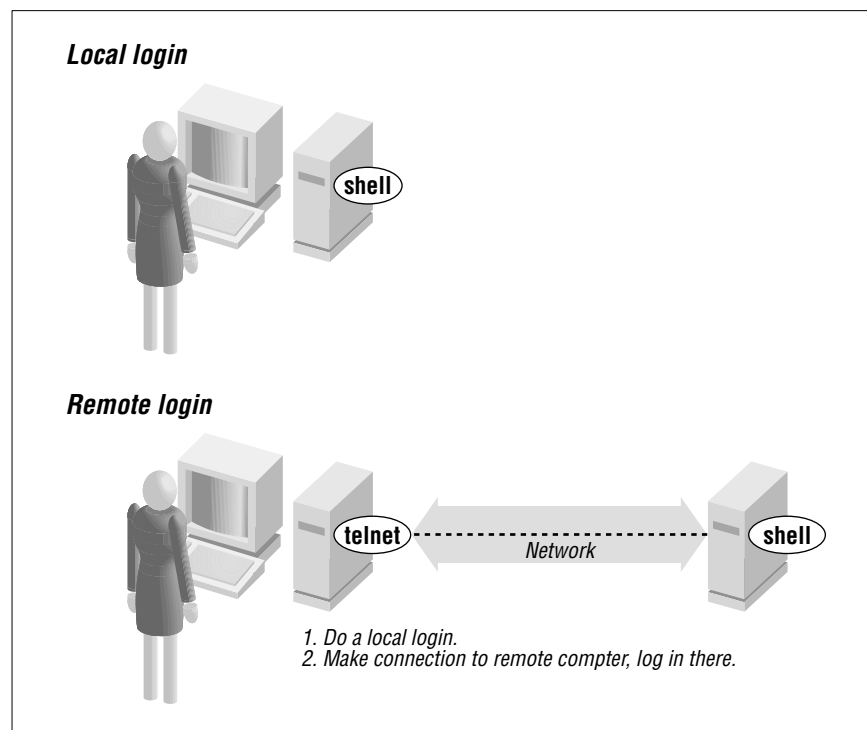 Local login
shell
Remote login
telnet
Network
shell
1. Do a local login.
2. Make connection to remote compter, log in there.